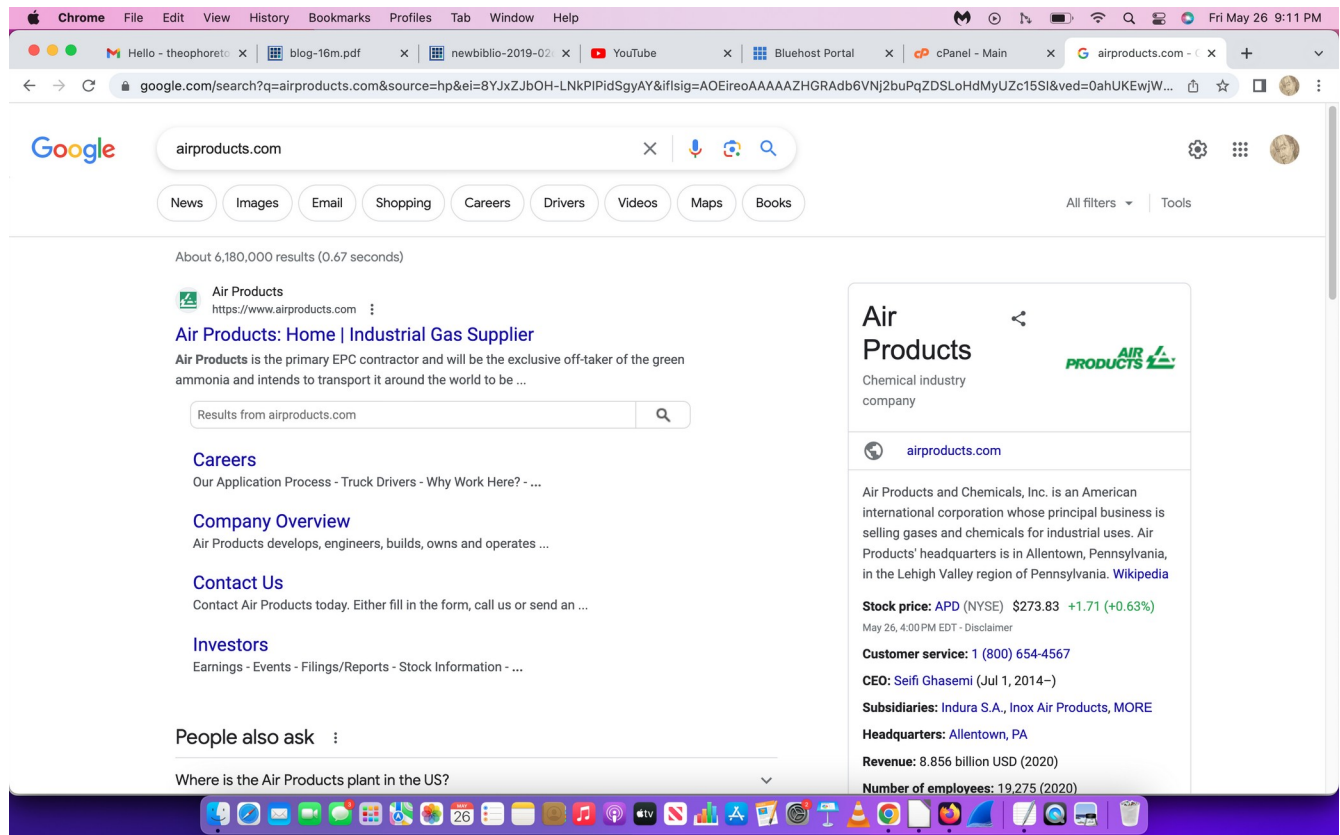 Chrome File Edit View History Bookmarks Profiles Tab Window Help Fri May 26 9:11 PM
Hello - theophoreto blog-16m.pdf newbiblio-2019-02 YouTube Bluehost Portal cPanel - Main airproducts.com -
google.com/search?q=airproducts.com&source=hp&ei=8YJxZJbOH-LNkPIPidSgyAY&iflsig=AOEireoAAAAAZHGRAdb6VNj2buPqZDSLoHdMyUZc15SI&ved=0ahUKEwjW...
Google airproducts.com
News Images Email Shopping Careers Drivers Videos Maps Books All filters Tools
About 6,180,000 results (0.67 seconds)
Air Products
https://www.airproducts.com
Air Products: Home | Industrial Gas Supplier
Air Products is the primary EPC contractor and will be the exclusive off-taker of the green
ammonia and intends to transport it around the world to be ...
Results from airproducts.com
Careers
Our Application Process - Truck Drivers - Why Work Here? - ...
Company Overview
Air Products develops, engineers, builds, owns and operates ...
Contact Us
Contact Air Products today. Either fill in the form, call us or send an ...
Investors
Earnings - Events - Filings/Reports - Stock Information - ...
People also ask
Where is the Air Products plant in the US?
Air
Products
AIR
PRODUCTS
Chemical industry
company
airproducts.com
Air Products and Chemicals, Inc. is an American
international corporation whose principal business is
selling gases and chemicals for industrial uses. Air
Products' headquarters is in Allentown, Pennsylvania,
in the Lehigh Valley region of Pennsylvania. Wikipedia
Stock price: APD (NYSE) $273.83 +1.71 (+0.63%)
May 26, 4:00 PM EDT - Disclaimer
Customer service: 1 (800) 654-4567
CEO: Seifi Ghasemi (Jul 1, 2014–)
Subsidiaries: Indura S.A., Inox Air Products, MORE
Headquarters: Allentown, PA
Revenue: 8.856 billion USD (2020)
Number of employees: 19,275 (2020)
MAY
26
tv